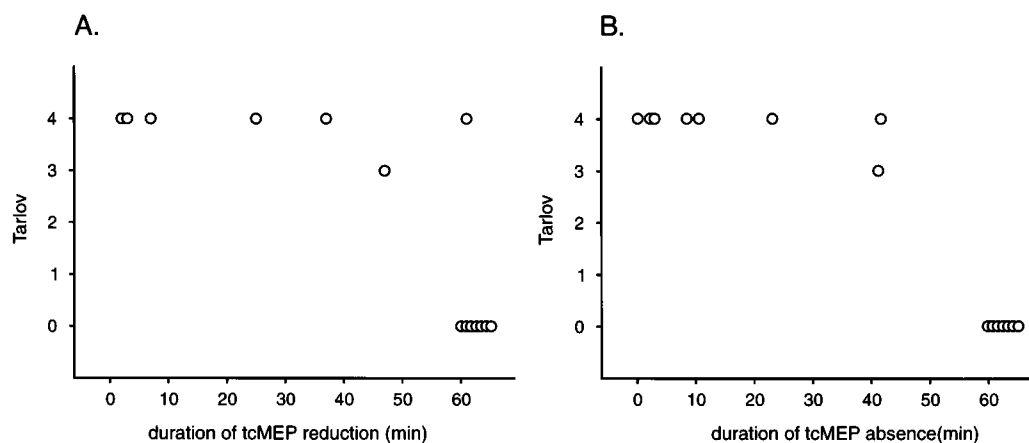 A.
4
3
2
1
0
Tarlov
0 10 20 30 40 50 60
duration of tcMEP reduction (min)
B.
4
3
2
1
0
Tarlov
0 10 20 30 40 50 60
duration of tcMEP absence(min)